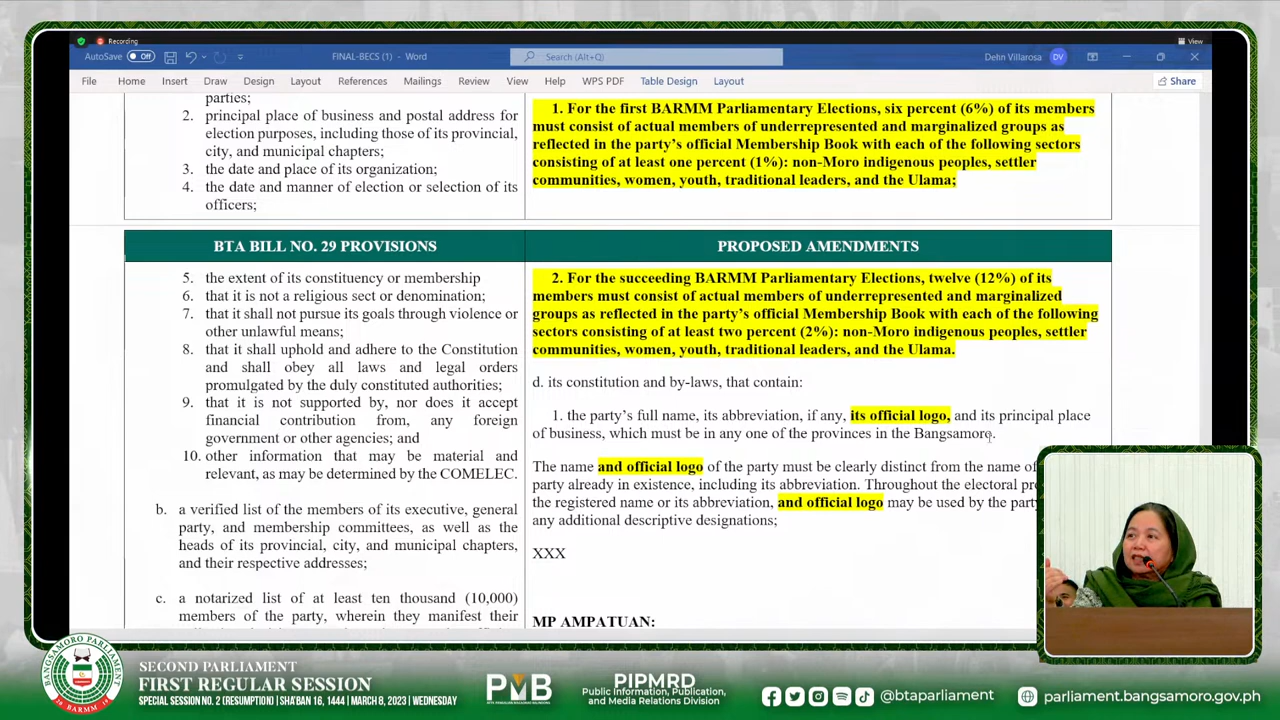 Recording
View
AutoSave Off
FINAL-BECS (1) - Word
Search (Alt+Q)
Dehn Villarosa DV
File Home Insert Draw Design Layout References Mailings Review View Help WPS PDF Table Design Layout
Share
parties;
2. principal place of business and postal address for
election purposes, including those of its provincial,
city, and municipal chapters;
3. the date and place of its organization;
4. the date and manner of election or selection of its
officers;
1. For the first BARMM Parliamentary Elections, six percent (6%) of its members
must consist of actual members of underrepresented and marginalized groups as
reflected in the party's official Membership Book with each of the following sectors
consisting of at least one percent (1%): non-Moro indigenous peoples, settler
communities, women, youth, traditional leaders, and the Ulama;
BTA BILL NO. 29 PROVISIONS
PROPOSED AMENDMENTS
5. the extent of its constituency or membership
6. that it is not a religious sect or denomination;
7. that it shall not pursue its goals through violence or
other unlawful means;
8. that it shall uphold and adhere to the Constitution
and shall obey all laws and legal orders
promulgated by the duly constituted authorities;
9. that it is not supported by, nor does it accept
financial contribution from, any foreign
government or other agencies; and
10. other information that may be material and
relevant, as may be determined by the COMELEC.
b. a verified list of the members of its executive, general
party, and membership committees, as well as the
heads of its provincial, city, and municipal chapters,
and their respective addresses;
c. a notarized list of at least ten thousand (10,000)
members of the party, wherein they manifest their
2. For the succeeding BARMM Parliamentary Elections, twelve (12%) of its
members must consist of actual members of underrepresented and marginalized
groups as reflected in the party's official Membership Book with each of the following
sectors consisting of at least two percent (2%): non-Moro indigenous peoples, settler
communities, women, youth, traditional leaders, and the Ulama.
d. its constitution and by-laws, that contain:
1. the party's full name, its abbreviation, if any, its official logo, and its principal place
of business, which must be in any one of the provinces in the Bangsamoro.
The name and official logo of the party must be clearly distinct from the name of
party already in existence, including its abbreviation. Throughout the electoral
the registered name or its abbreviation, and official logo may be used by the party
any additional descriptive designations;
XXX
MP AMPATUAN:
BANGSAMORO PARLIAMENT
BARMM
SECOND PARLIAMENT
FIRST REGULAR SESSION
SPECIAL SESSION NO. 2 (RESUMPTION) | SHA'BAN 16, 1444 | MARCH 8, 2023 | WEDNESDAY
PMB
PIPMRD
Public Information, Publication,
and Media Relations Division
@btaparliament
parliament.bangsamoro.gov.ph